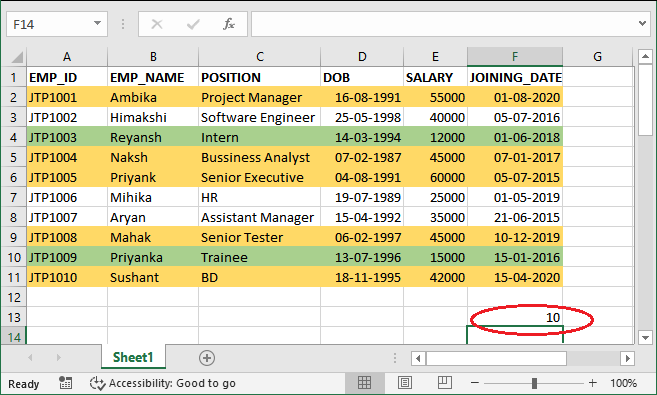 F14
fx
A B C D E F G
1 EMP_ID EMP_NAME POSITION DOB SALARY JOINING_DATE
2 JTP1001 Ambika Project Manager 16-08-1991 55000 01-08-2020
3 JTP1002 Himakshi Software Engineer 25-05-1998 40000 05-07-2016
4 JTP1003 Reyansh Intern 14-03-1994 12000 01-06-2018
5 JTP1004 Naksh Bussiness Analyst 07-02-1987 45000 07-01-2017
6 JTP1005 Priyank Senior Executive 04-08-1991 60000 05-07-2015
7 JTP1006 Mihika HR 19-07-1989 25000 01-05-2019
8 JTP1007 Aryan Assistant Manager 15-04-1992 35000 21-06-2015
9 JTP1008 Mahak Senior Tester 06-02-1997 45000 10-12-2019
10 JTP1009 Priyanka Trainee 13-07-1996 15000 15-01-2016
11 JTP1010 Sushant BD 18-11-1995 42000 15-04-2020
12
13 10
14
Sheet1
Ready Accessibility: Good to go 100%